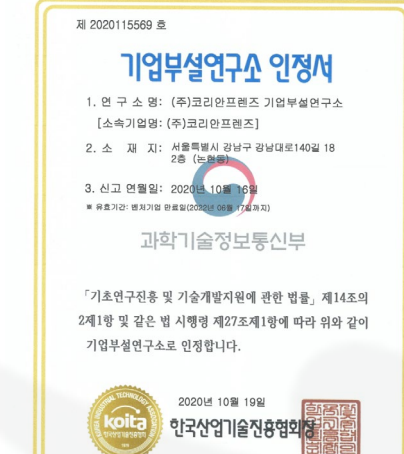 제 2020115569 호
기업부설연구소 인정서
1. 연 구 소 명: (주)코리안프렌즈 기업부설연구소
[소속기업명: (주)코리안프렌즈]
2. 소 재 지: 서울특별시 강남구 강남대로140길 18
2층 (논현동)
3. 신고 연월일: 2020년 10월 16일
※ 유효기간: 벤처기업 만료일(2022년 06월 17일까지)
과학기술정보통신부
「기초연구진흥 및 기술개발지원에 관한 법률」 제14조의
2제1항 및 같은 법 시행령 제27조제1항에 따라 위와 같이
기업부설연구소로 인정합니다.
2020년 10월 19일
koita
한국산업기술진흥협회
한국산업기술진흥협회장